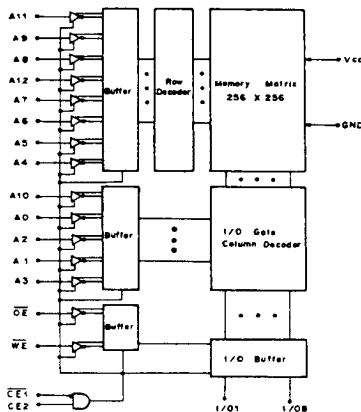 A11
A9
A8
A12
A7
A6
A5
A4
Buffer
Row
Decoder
Memory Matrix
256 X 256
Vcc
GND
A10
A0
A2
A1
A3
Buffer
I/O Gate
Column Decoder
OE
WE
Buffer
I/O Buffer
CE1
CE2
I/O1
I/O8